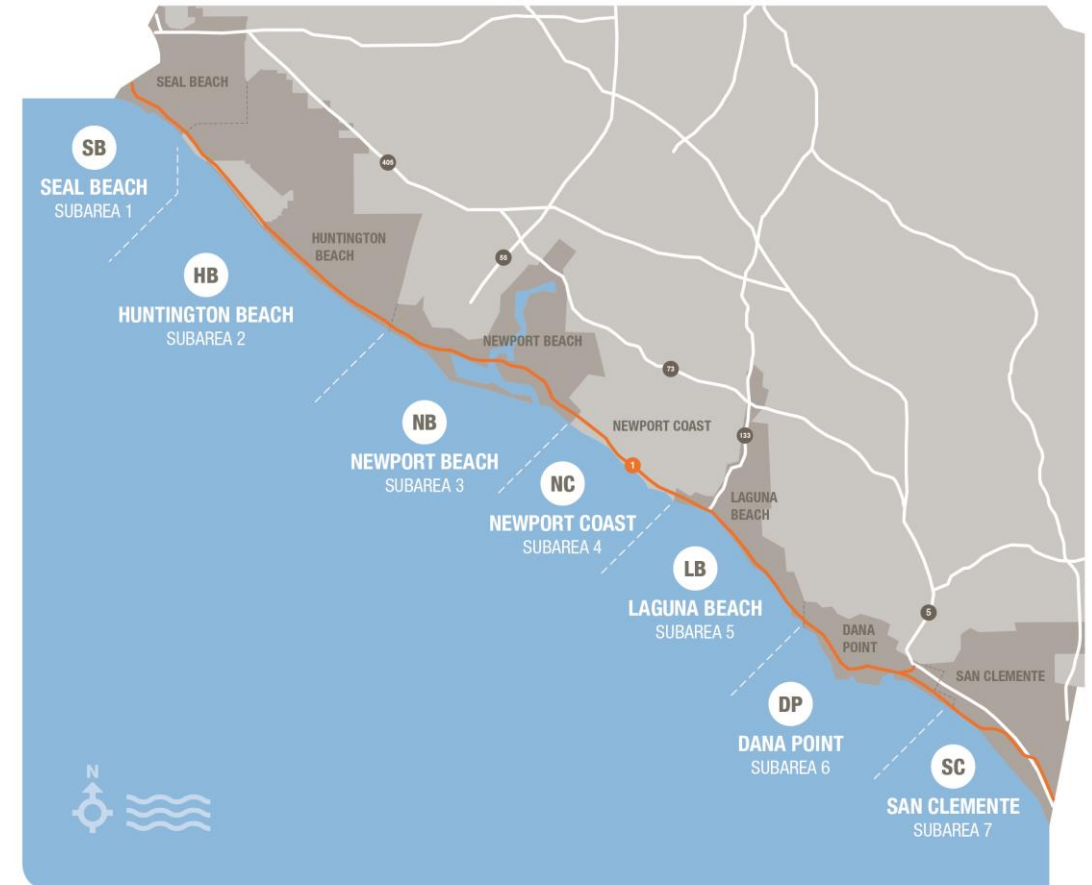 SEAL BEACH
SB
SEAL BEACH
SUBAREA 1
405
HUNTINGTON
BEACH
HB
HUNTINGTON BEACH
SUBAREA 2
55
NEWPORT BEACH
73
NB
NEWPORT BEACH
SUBAREA 3
NEWPORT COAST
133
1
NC
NEWPORT COAST
SUBAREA 4
LAGUNA
BEACH
LB
LAGUNA BEACH
SUBAREA 5
5
DANA
POINT
SAN CLEMENTE
DP
DANA POINT
SUBAREA 6
SC
SAN CLEMENTE
SUBAREA 7
N